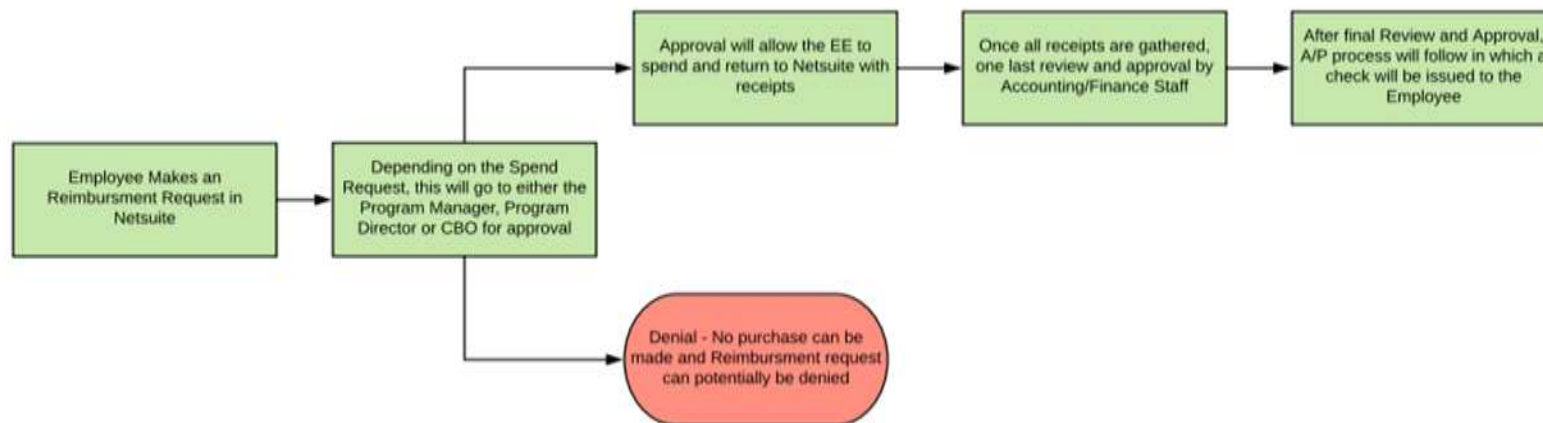 Employee Makes an
Reimbursment Request in
Netsuite
Depending on the Spend
Request, this will go to either the
Program Manager, Program
Director or CBO for approval
Approval will allow the EE to
spend and return to Netsuite with
receipts
Once all receipts are gathered,
one last review and approval by
Accounting/Finance Staff
After final Review and Approval,
A/P process will follow in which a
check will be issued to the
Employee
Denial - No purchase can be
made and Reimbursment request
can potentially be denied